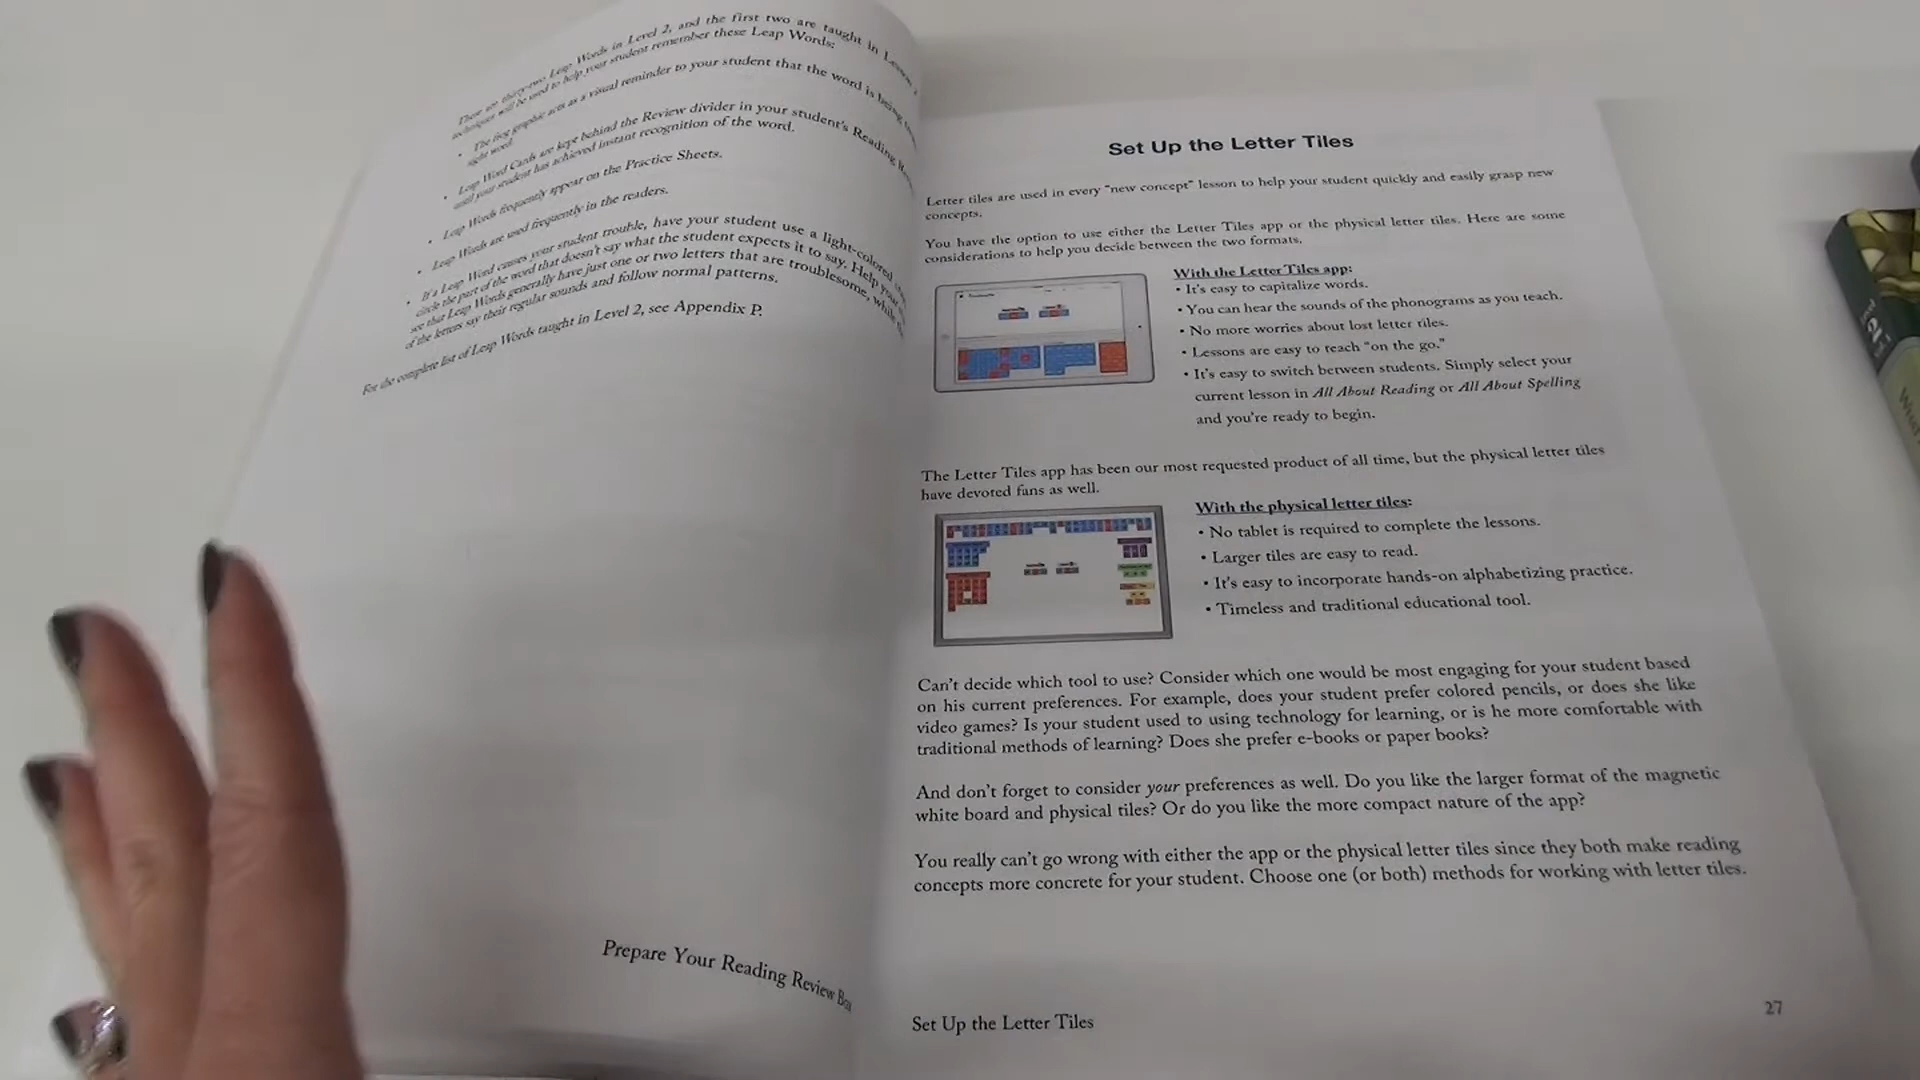 There are thirty-two Leap Words in Level 2, and the first two are taught in Lesson
techniques will be used to help your student remember these Leap Words:
• The frog graphic acts as a visual reminder to your student that the word is being
sight word.
• Leap Word Cards are kept behind the Review divider in your student's Reading
until your student has achieved instant recognition of the word.
• Leap Words frequently appear on the Practice Sheets.
• Leap Words are used frequently in the readers.
• If a Leap Word causes your student trouble, have your student use a light-colored
circle the part of the word that doesn't say what the student expects it to say. Help your
see that Leap Words generally have just one or two letters that are troublesome, while
of the letters say their regular sounds and follow normal patterns.
For the complete list of Leap Words taught in Level 2, see Appendix P.
Prepare Your Reading Review Box
Set Up the Letter Tiles
Letter tiles are used in every "new concept" lesson to help your student quickly and easily grasp new
concepts.
You have the option to use either the Letter Tiles app or the physical letter tiles. Here are some
considerations to help you decide between the two formats.
With the Letter Tiles app:
• It's easy to capitalize words.
• You can hear the sounds of the phonograms as you teach.
• No more worries about lost letter tiles.
• Lessons are easy to reach "on the go."
• It's easy to switch between students. Simply select your
current lesson in All About Reading or All About Spelling
and you're ready to begin.
The Letter Tiles app has been our most requested product of all time, but the physical letter tiles
have devoted fans as well.
With the physical letter tiles:
• No tablet is required to complete the lessons.
• Larger tiles are easy to read.
• It's easy to incorporate hands-on alphabetizing practice.
• Timeless and traditional educational tool.
Can't decide which tool to use? Consider which one would be most engaging for your student based
on his current preferences. For example, does your student prefer colored pencils, or does she like
video games? Is your student used to using technology for learning, or is he more comfortable with
traditional methods of learning? Does she prefer e-books or paper books?
And don't forget to consider your preferences as well. Do you like the larger format of the magnetic
white board and physical tiles? Or do you like the more compact nature of the app?
You really can't go wrong with either the app or the physical letter tiles since they both make reading
concepts more concrete for your student. Choose one (or both) methods for working with letter tiles.
Set Up the Letter Tiles
27